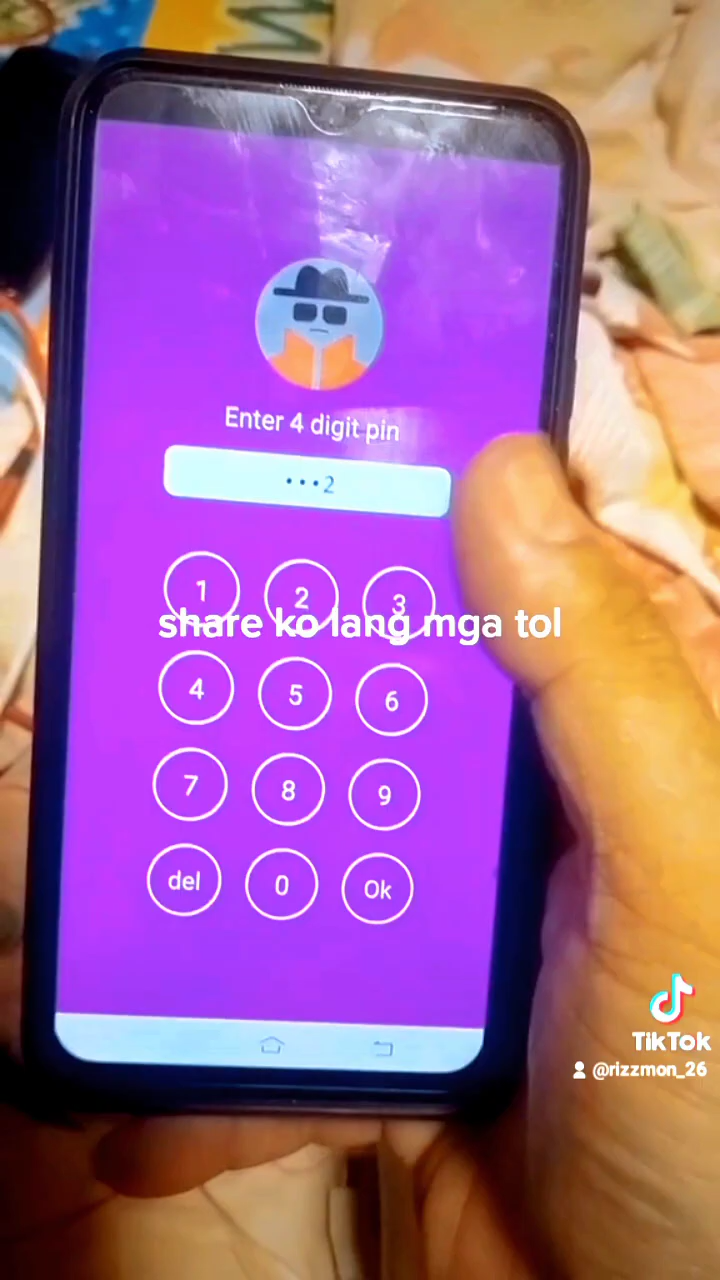 Enter 4 digit pin
•••2
1 2 3
share ko lang mga tol
4 5 6
7 8 9
del 0 Ok
TikTok
@rizzmon_26